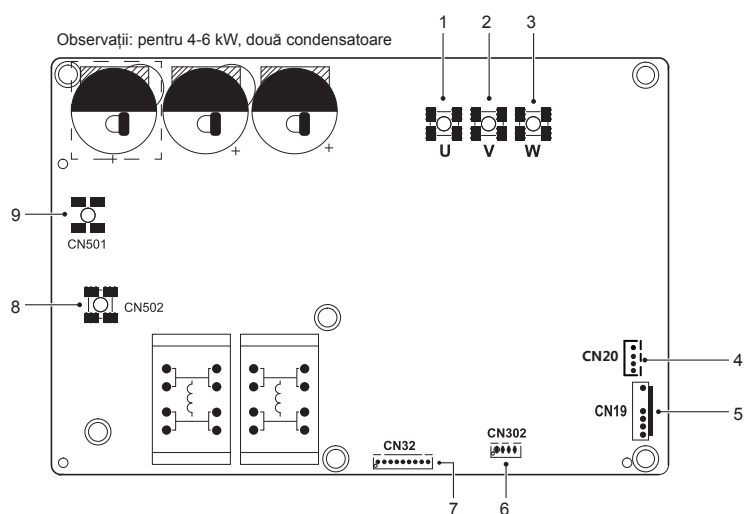 Observații: pentru 4-6 kW, două condensatoare
1 2 3
U V W
9
CN501
8
CN502
CN20
4
CN19
5
CN32
CN302
7 6